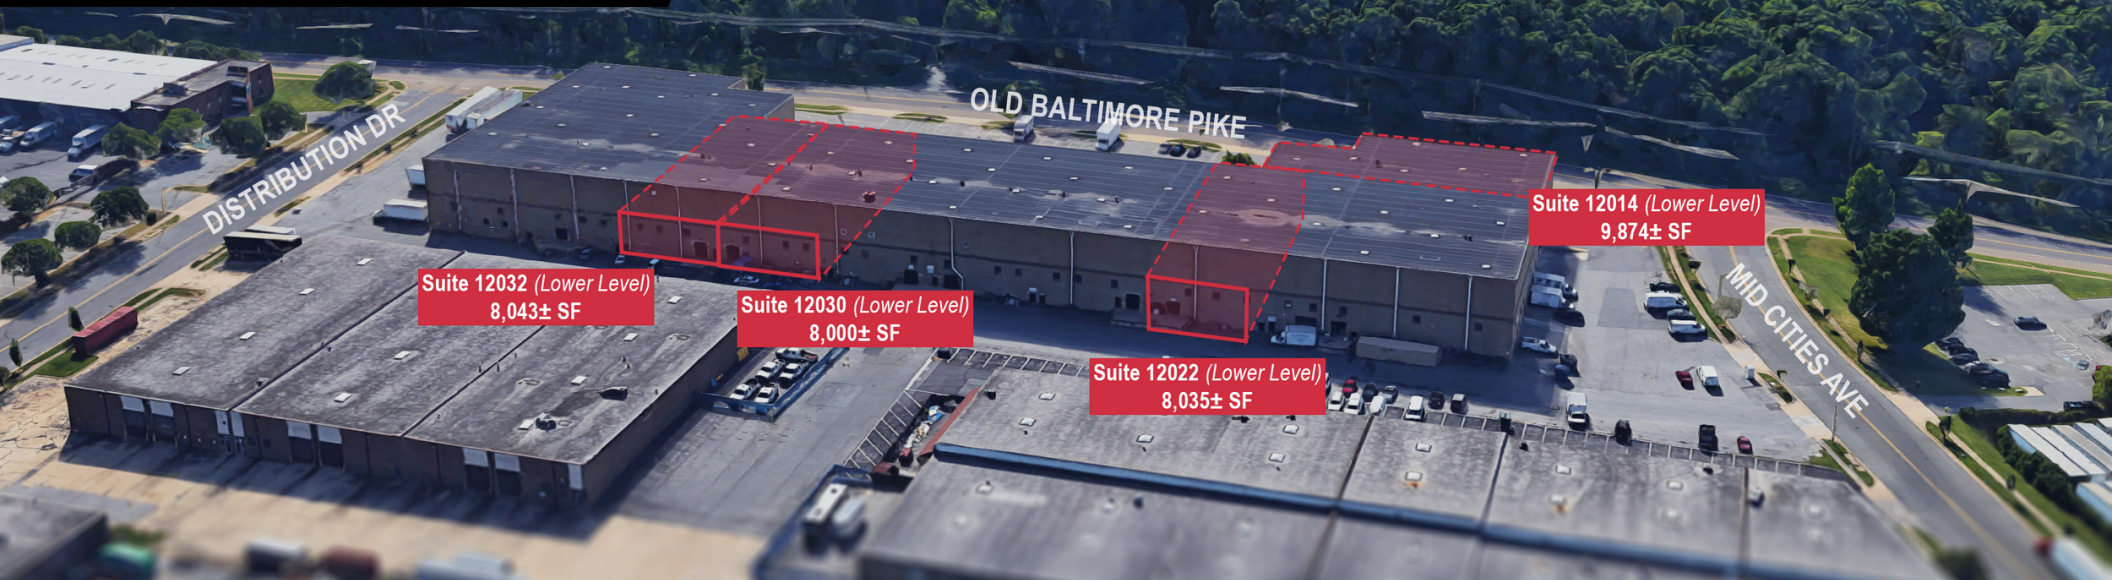 OLD BALTIMORE PIKE
DISTRIBUTION DR
Suite 12014 (Lower Level)
9,874± SF
Suite 12032 (Lower Level)
8,043± SF
Suite 12030 (Lower Level)
8,000± SF
MID CITIES AVE
Suite 12022 (Lower Level)
8,035± SF